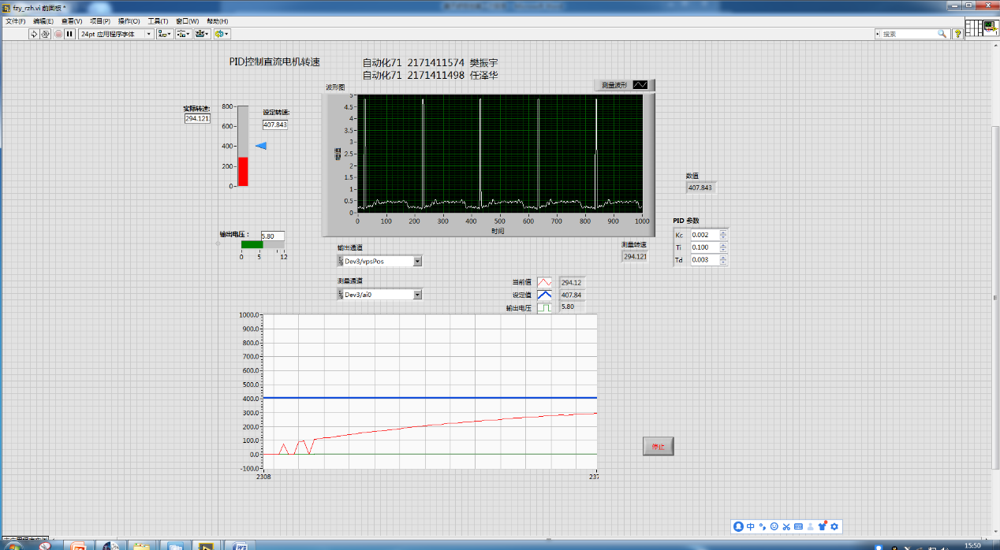 fzy_rzh.vi 前面板 *
文件(F) 编辑(E) 查看(V) 项目(P) 操作(O) 工具(T) 窗口(W) 帮助(H)
24pt 应用程序字体
搜索
PID控制直流电机转速
自动化71 2171411574 樊振宇
自动化71 2171411498 任泽华
波形图
测量波形
实际转速:
294.121
设定转速:
407.843
800
600
400
200
0
5
4.5
4
3.5
3
2.5
2
1.5
1
0.5
0
0 100 200 300 400 500 600 700 800 900 1000
时间
数值
407.843
PID 参数
Kc 0.002
Ti 0.100
Td 0.003
输出电压：
5.80
0 5 12
输出通道
Dev3/vpsPos
测量转速
294.121
测量通道
Dev3/ai0
当前值 294.12
设定值 407.84
输出电压 5.80
1000.0
900.0
800.0
700.0
600.0
500.0
400.0
300.0
200.0
100.0
0.0
-100.0
2308
237
停止
中
15:50